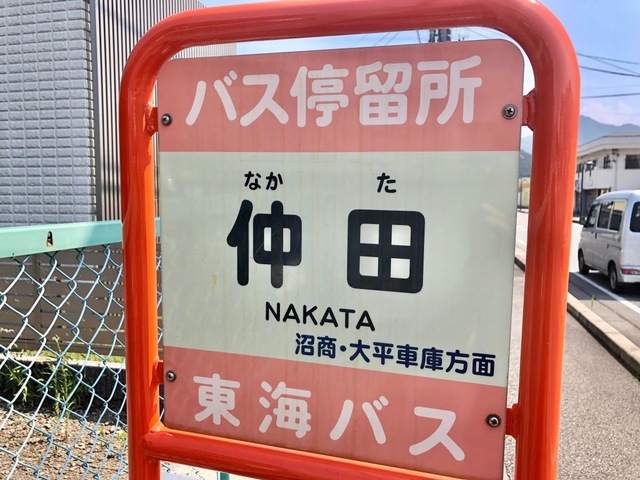 バス停留所
なか た
仲田
NAKATA
沼商・大平車庫方面
東海バス